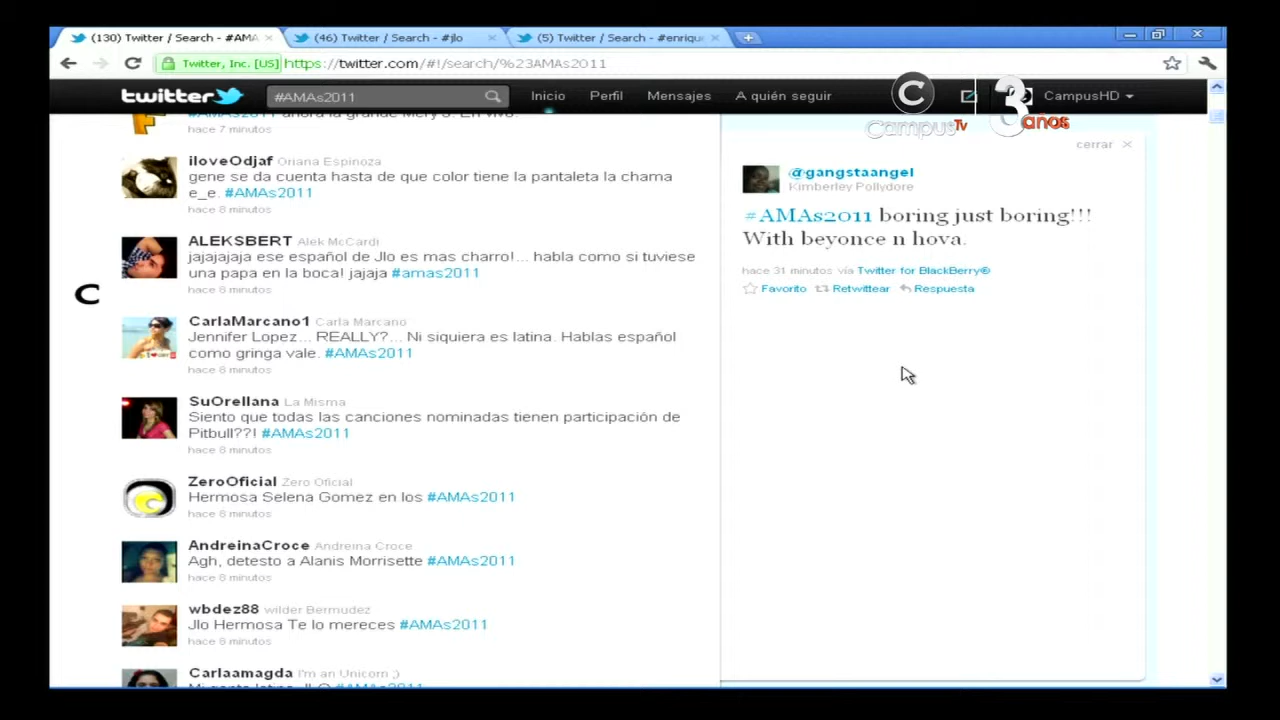 (130) Twitter / Search - #AMA
(46) Twitter / Search - #jlo
(5) Twitter / Search - #enriqu
Twitter, Inc. [US] https://twitter.com/#!/search/%23AMAs2011
twitter #AMAs2011 Inicio Perfil Mensajes A quién seguir CampusHD
C
CampusTv 3 años
hace 7 minutos
iloveOdjaf Oriana Espinoza
gene se da cuenta hasta de que color tiene la pantaleta la chama
e_e. #AMAs2011
hace 8 minutos
ALEKSBERT Alek McCardi
jajajajaja ese español de Jlo es mas charro!... habla como si tuviese
una papa en la boca! jajaja #amas2011
hace 8 minutos
C
CarlaMarcano1 Carla Marcano
Jennifer Lopez... REALLY?... Ni siquiera es latina. Hablas español
como gringa vale. #AMAs2011
hace 8 minutos
SuOrellana La Misma
Siento que todas las canciones nominadas tienen participación de
Pitbull??! #AMAs2011
hace 8 minutos
ZeroOficial Zero Oficial
Hermosa Selena Gomez en los #AMAs2011
hace 8 minutos
AndreinaCroce Andreina Croce
Agh, detesto a Alanis Morrisette #AMAs2011
hace 8 minutos
wbdez88 wilder Bermudez
Jlo Hermosa Te lo mereces #AMAs2011
hace 8 minutos
Carlaamagda I'm an Unicorn ;)
cerrar
@gangstaangel
Kimberley Pollydore
#AMAs2011 boring just boring!!!
With beyonce n hova.
hace 31 minutos vía Twitter for BlackBerry®
Favorito Retwittear Respuesta